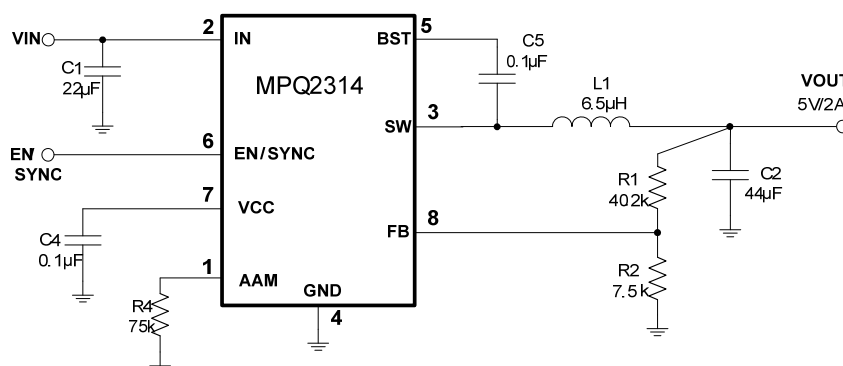 VIN
2
IN
C1
22µF
MPQ2314
BST
5
C5
0.1µF
L1
6.5µH
VOUT
5V/2A
SW
3
EN/
SYNC
6
EN/SYNC
C4
0.1µF
7
VCC
FB
8
R1
40.2k
C2
44µF
R2
7.5k
R4
75k
1
AAM
GND
4